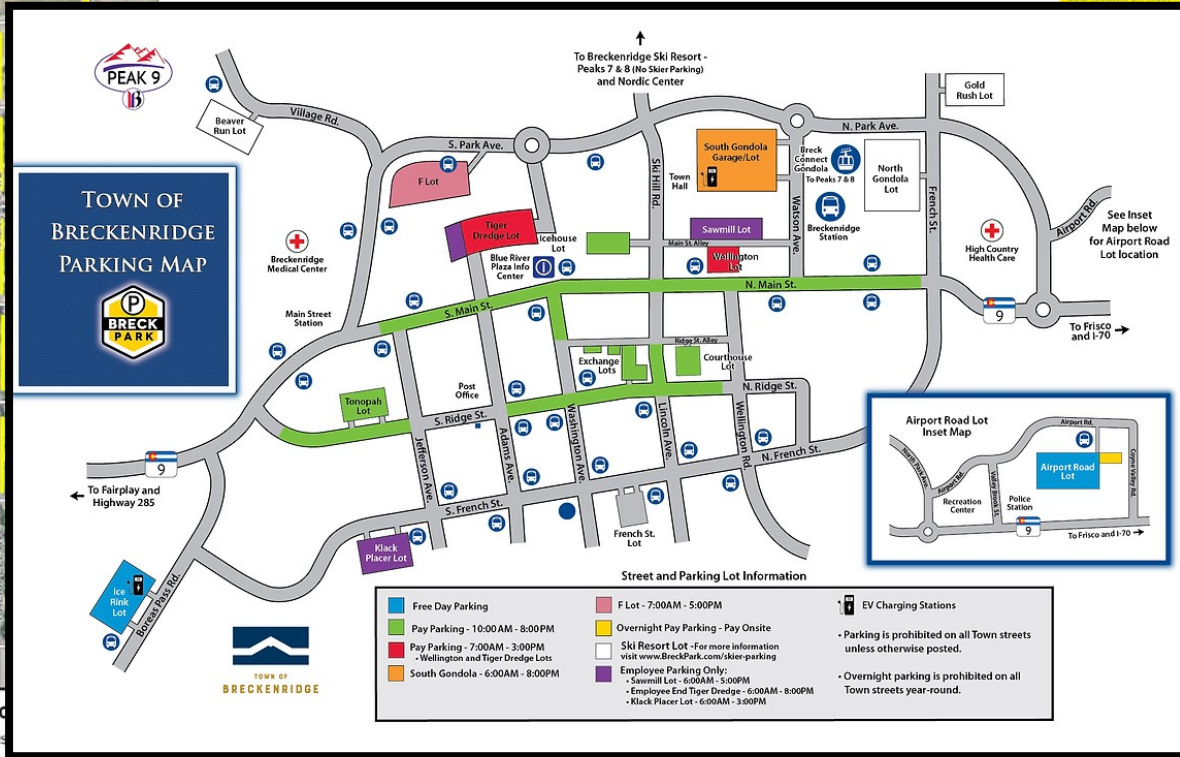 PEAK 9
B
TOWN OF
BRECKENRIDGE
PARKING MAP
P
BRECK
PARK
To Breckenridge Ski Resort -
Peaks 7 & 8 (No Skier Parking)
and Nordic Center
Beaver
Run Lot
Village Rd.
S. Park Ave.
N. Park Ave.
Gold
Rush Lot
F Lot
Ski Hill Rd.
South Gondola
Garage/Lot
Town
Hall
Breck
Connect
Gondola
To Peaks 7 & 8
North
Gondola
Lot
French St.
Watson Ave.
Breckenridge
Station
Airport Rd.
See Inset
Map below
for Airport Road
Lot location
High Country
Health Care
Breckenridge
Medical Center
Tiger
Dredge Lot
Icehouse
Lot
Blue River
Plaza Info
Center
i
Sawmill Lot
Main St. Alley
Wellington
Lot
Main Street
Station
S. Main St.
N. Main St.
9
To Frisco
and I-70
Ridge St. Alley
Exchange
Lots
Courthouse
Lot
Post
Office
Tonopah
Lot
S. Ridge St.
N. Ridge St.
Jefferson Ave.
Adams Ave.
Washington Ave.
Lincoln Ave.
Wellington Rd.
N. French St.
S. French St.
French St.
Lot
9
To Fairplay and
Highway 285
Klack
Placer Lot
Ice
Rink
Lot
Boreas Pass Rd.
Airport Road Lot
Inset Map
Airport Rd.
North Park Ave.
Airport Rd.
Airport Road
Lot
Coyne Valley Rd.
Recreation
Center
Valley Brook St.
Police
Station
9
To Frisco and I-70
TOWN OF
BRECKENRIDGE
Street and Parking Lot Information
Free Day Parking
Pay Parking - 10:00AM - 8:00PM
Pay Parking - 7:00AM - 3:00PM
• Wellington and Tiger Dredge Lots
South Gondola - 6:00AM - 8:00PM
F Lot - 7:00AM - 5:00PM
Overnight Pay Parking - Pay Onsite
Ski Resort Lot -For more information
visit www.BreckPark.com/skier-parking
Employee Parking Only:
• Sawmill Lot - 6:00AM - 5:00PM
• Employee End Tiger Dredge - 6:00AM - 8:00PM
• Klack Placer Lot - 6:00AM - 3:00PM
EV Charging Stations
• Parking is prohibited on all Town streets
unless otherwise posted.
• Overnight parking is prohibited on all
Town streets year-round.